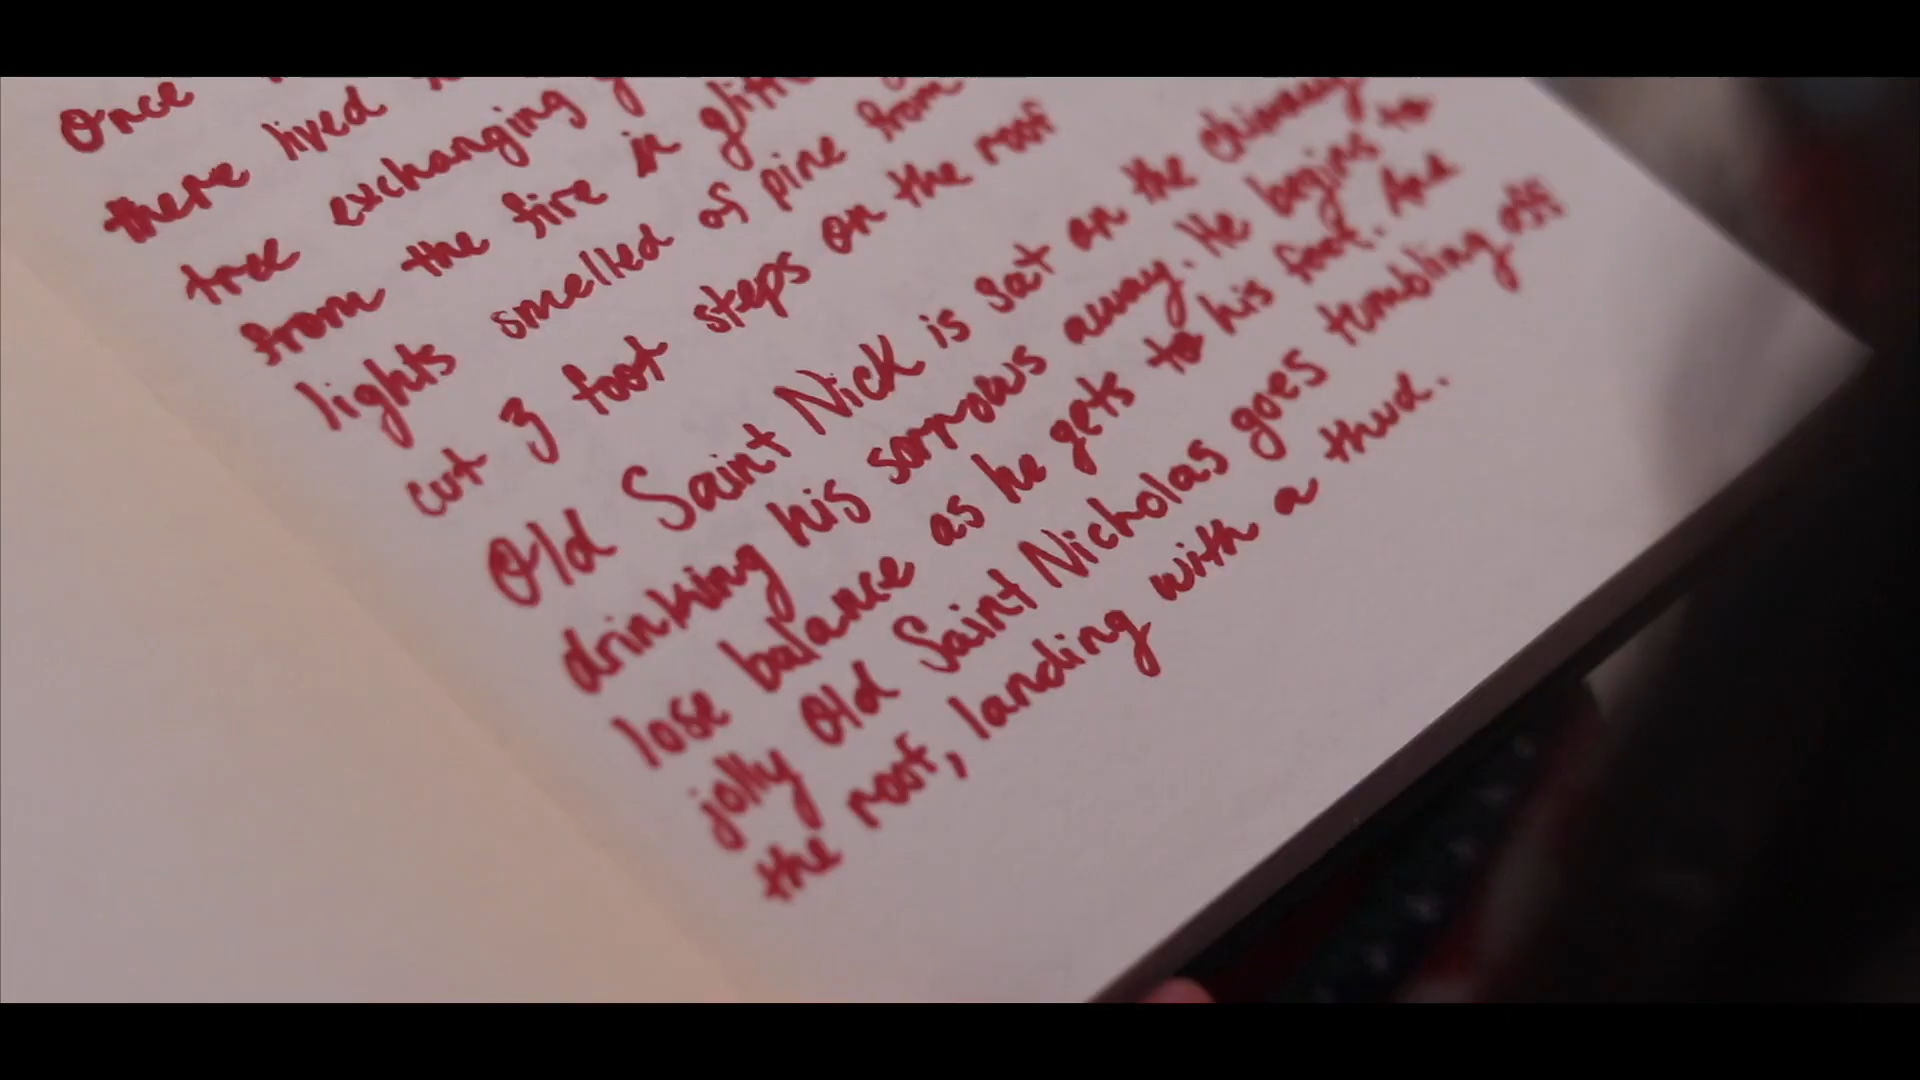 Once
there lived
tree exchanging
from the fire in
lights smelled of pine from
cut 3 foot steps on the roof
Old Saint Nick is sat on the chimney
drinking his sorrows away. He begins to
lose balance as he gets to his feet. And
jolly Old Saint Nicholas goes tumbling off
the roof, landing with a thud.